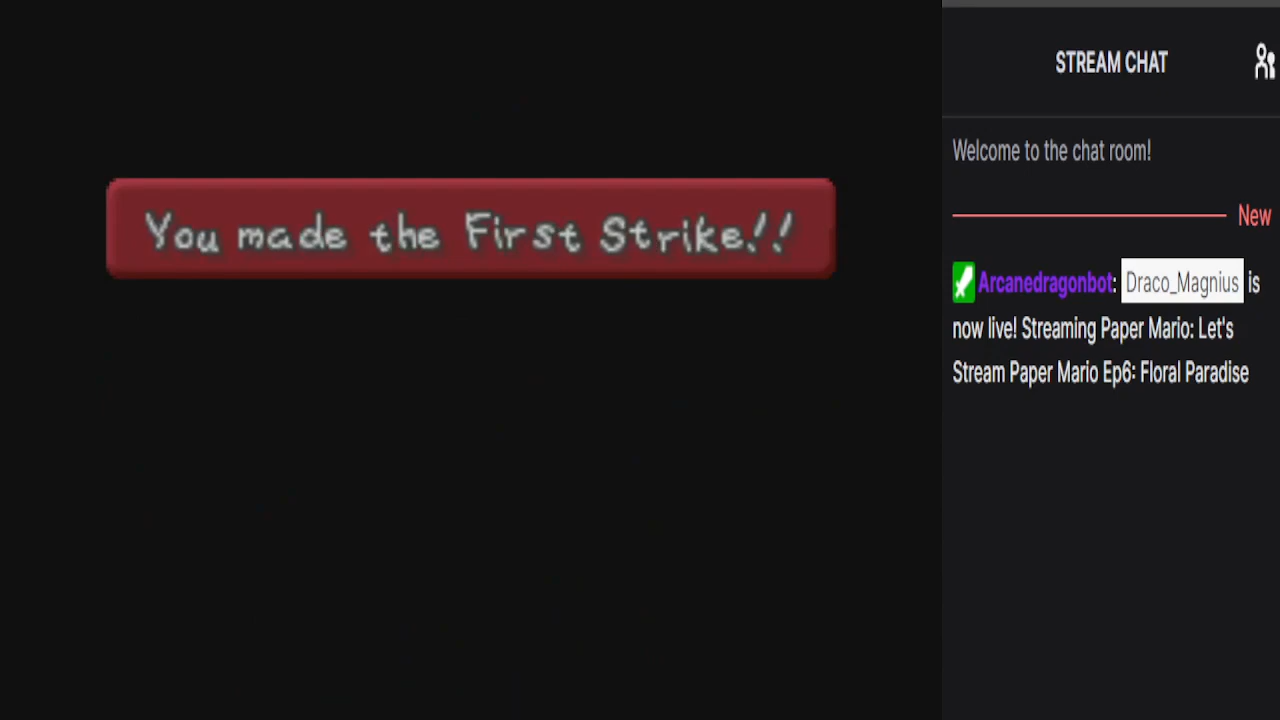 You made the First Strike!!
STREAM CHAT
Welcome to the chat room!
New
Arcanedragonbot: Draco_Magnius is
now live! Streaming Paper Mario: Let's
Stream Paper Mario Ep6: Floral Paradise